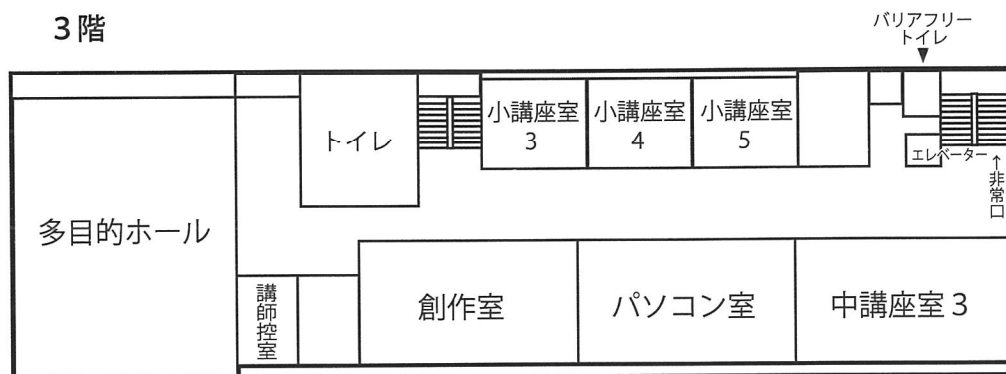 3階
バリアフリー
トイレ
トイレ
小講座室
3
小講座室
4
小講座室
5
エレベーター
↑非常口
多目的ホール
講師控室
創作室
パソコン室
中講座室3